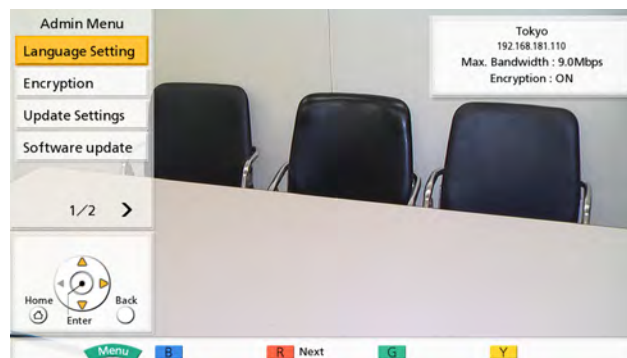 Admin Menu
Language Setting
Encryption
Update Settings
Software update
1/2
Tokyo
192.168.181.110
Max. Bandwidth : 9.0Mbps
Encryption : ON
Home
Back
Enter
Menu
B
R Next
G
Y